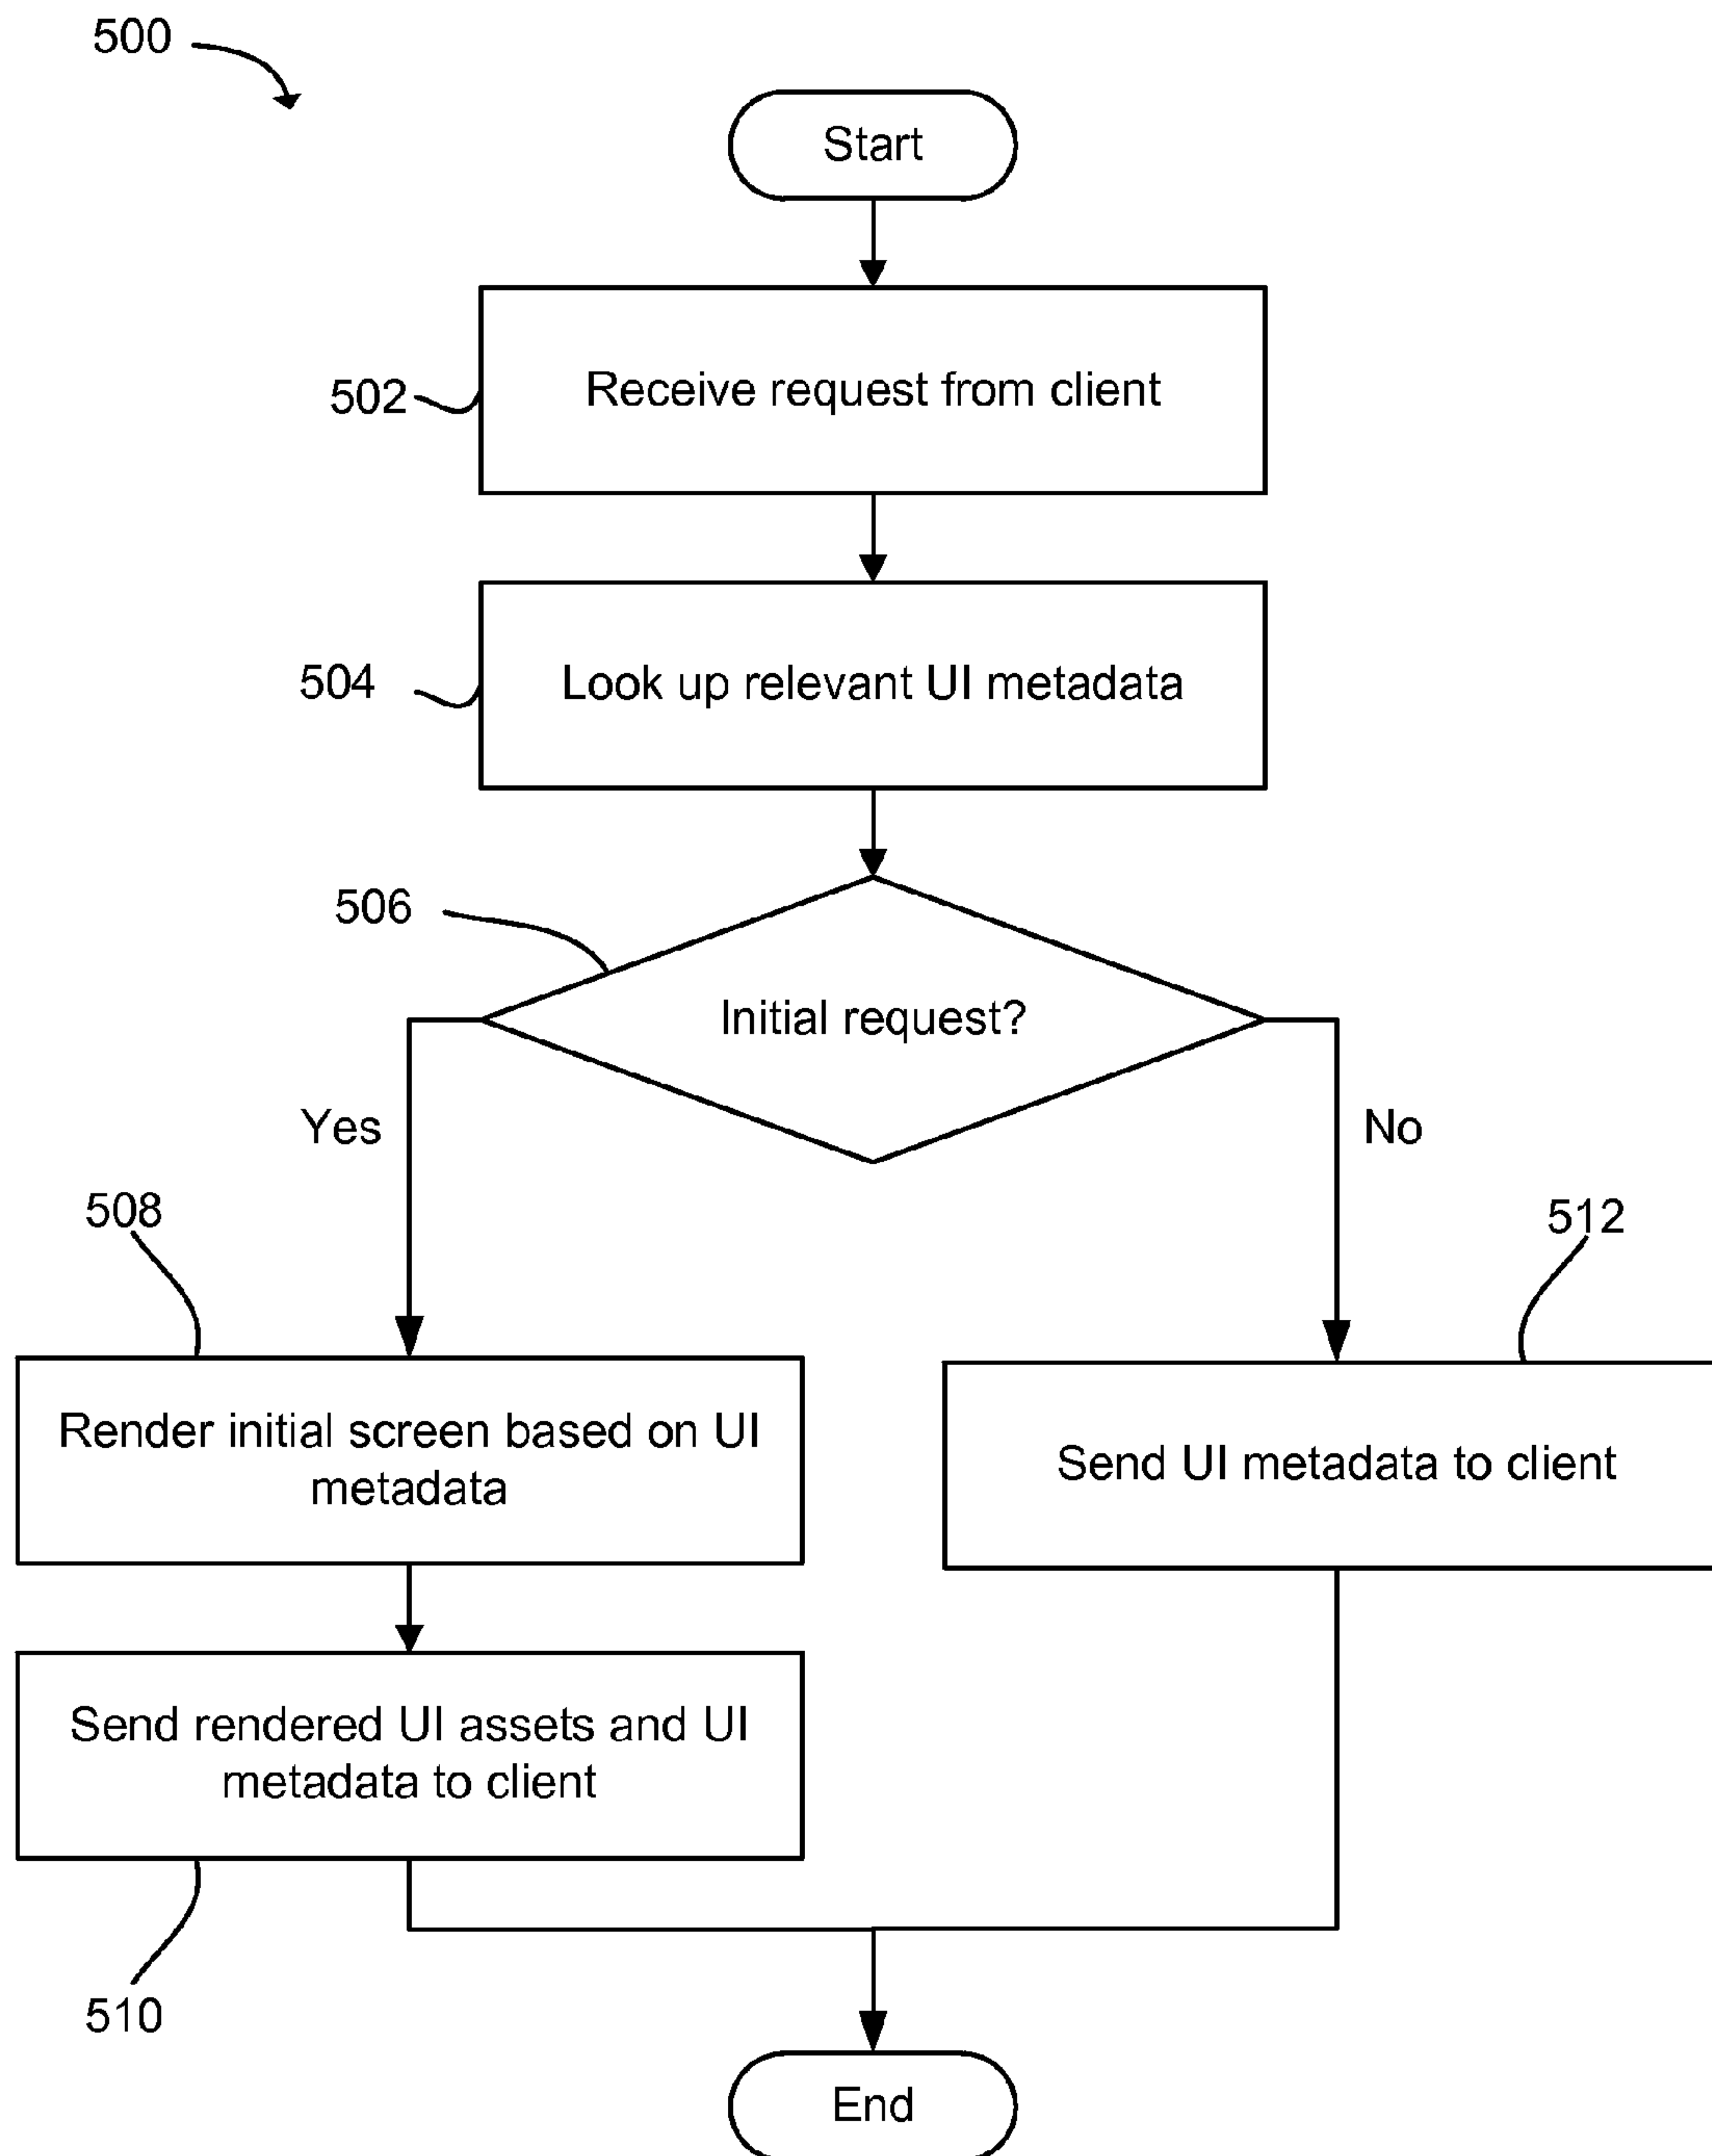 500
Start
502
Receive request from client
504
Look up relevant UI metadata
506
Initial request?
Yes
No
508
512
Render initial screen based on UI
metadata
Send UI metadata to client
Send rendered UI assets and UI
metadata to client
510
End